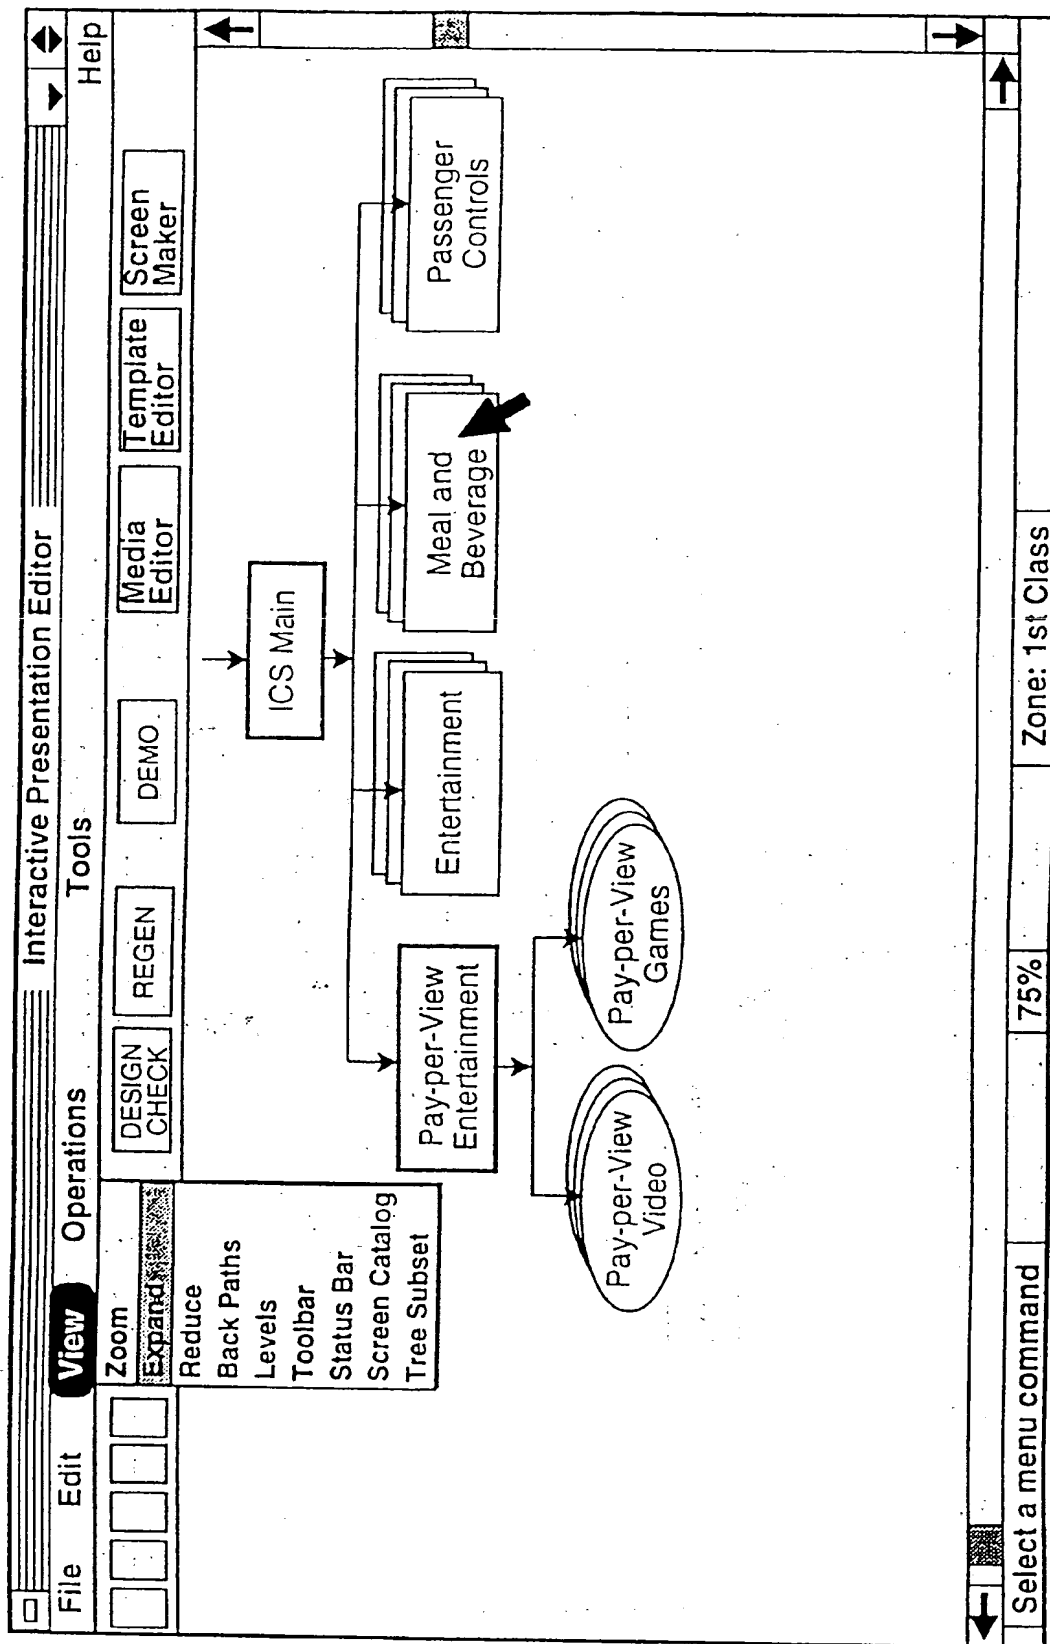 Interactive Presentation Editor
File Edit View Operations Tools Help
DESIGN
CHECK
REGEN
DEMO
Media
Editor
Template
Editor
Screen
Maker
Zoom
Expand
Reduce
Back Paths
Levels
Toolbar
Status Bar
Screen Catalog
Tree Subset
ICS Main
Pay-per-View
Entertainment
Entertainment
Meal and
Beverage
Passenger
Controls
Pay-per-View
Video
Pay-per-View
Games
Select a menu command
75%
Zone: 1st Class